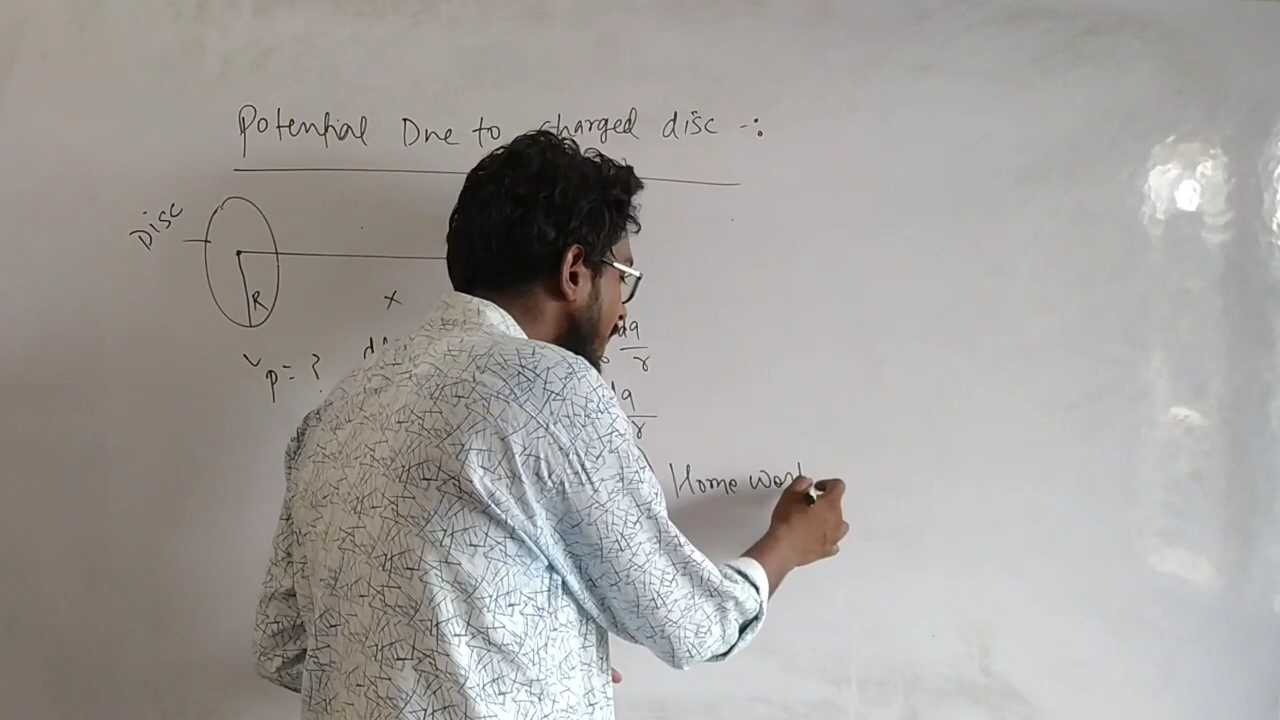 Potential Due to charged disc -:
Disc
R
x
Vp = ?
dq
r
dq
r
Home work